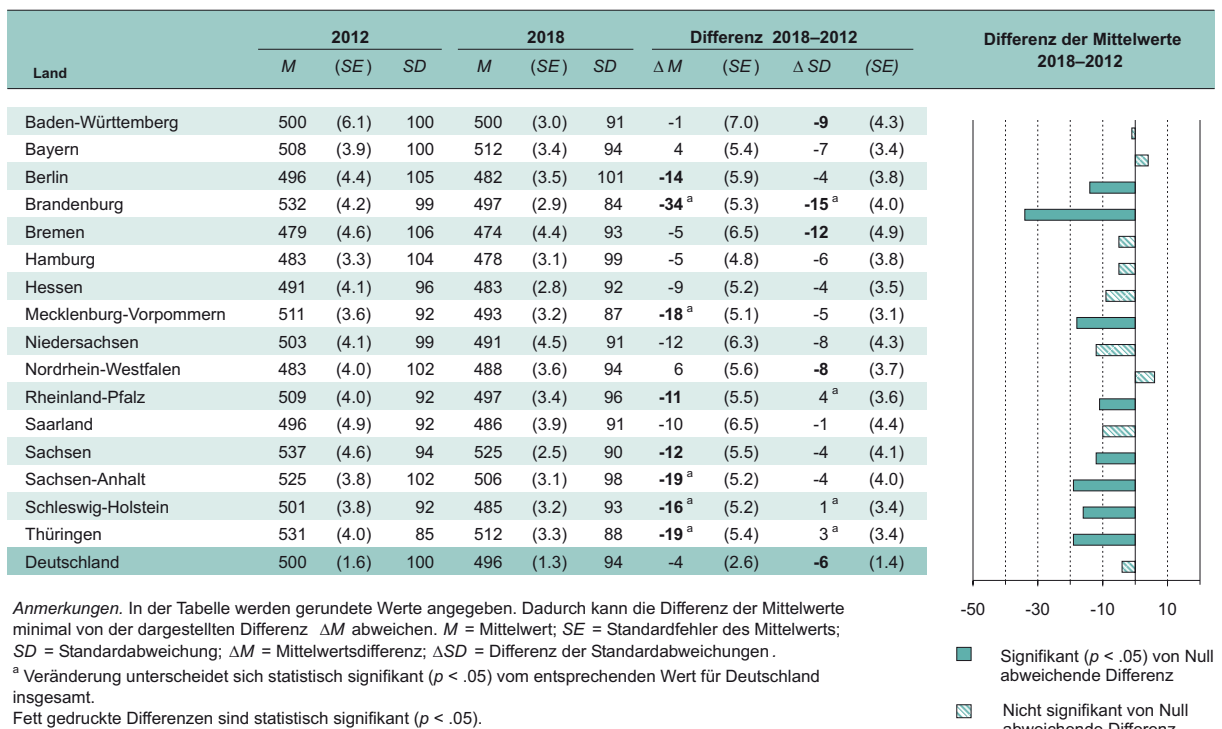 2012 2018 Differenz 2018–2012 Differenz der Mittelwerte
2018–2012
Land M (SE) SD M (SE) SD Δ M (SE) Δ SD (SE)
Baden-Württemberg 500 (6.1) 100 500 (3.0) 91 -1 (7.0) -9 (4.3)
Bayern 508 (3.9) 100 512 (3.4) 94 4 (5.4) -7 (3.4)
Berlin 496 (4.4) 105 482 (3.5) 101 -14 (5.9) -4 (3.8)
Brandenburg 532 (4.2) 99 497 (2.9) 84 -34 a (5.3) -15 a (4.0)
Bremen 479 (4.6) 106 474 (4.4) 93 -5 (6.5) -12 (4.9)
Hamburg 483 (3.3) 104 478 (3.1) 99 -5 (4.8) -6 (3.8)
Hessen 491 (4.1) 96 483 (2.8) 92 -9 (5.2) -4 (3.5)
Mecklenburg-Vorpommern 511 (3.6) 92 493 (3.2) 87 -18 a (5.1) -5 (3.1)
Niedersachsen 503 (4.1) 99 491 (4.5) 91 -12 (6.3) -8 (4.3)
Nordrhein-Westfalen 483 (4.0) 102 488 (3.6) 94 6 (5.6) -8 (3.7)
Rheinland-Pfalz 509 (4.0) 92 497 (3.4) 96 -11 (5.5) 4 a (3.6)
Saarland 496 (4.9) 92 486 (3.9) 91 -10 (6.5) -1 (4.4)
Sachsen 537 (4.6) 94 525 (2.5) 90 -12 (5.5) -4 (4.1)
Sachsen-Anhalt 525 (3.8) 102 506 (3.1) 98 -19 a (5.2) -4 (4.0)
Schleswig-Holstein 501 (3.8) 92 485 (3.2) 93 -16 a (5.2) 1 a (3.4)
Thüringen 531 (4.0) 85 512 (3.3) 88 -19 a (5.4) 3 a (3.4)
Deutschland 500 (1.6) 100 496 (1.3) 94 -4 (2.6) -6 (1.4)
-50 -30 -10 10
Anmerkungen. In der Tabelle werden gerundete Werte angegeben. Dadurch kann die Differenz der Mittelwerte
minimal von der dargestellten Differenz ΔM abweichen. M = Mittelwert; SE = Standardfehler des Mittelwerts;
SD = Standardabweichung; ΔM = Mittelwertsdifferenz; ΔSD = Differenz der Standardabweichungen.
a Veränderung unterscheidet sich statistisch signifikant (p < .05) vom entsprechenden Wert für Deutschland
insgesamt.
Fett gedruckte Differenzen sind statistisch signifikant (p < .05).
Signifikant (p < .05) von Null
abweichende Differenz
Nicht signifikant von Null
abweichende Differenz